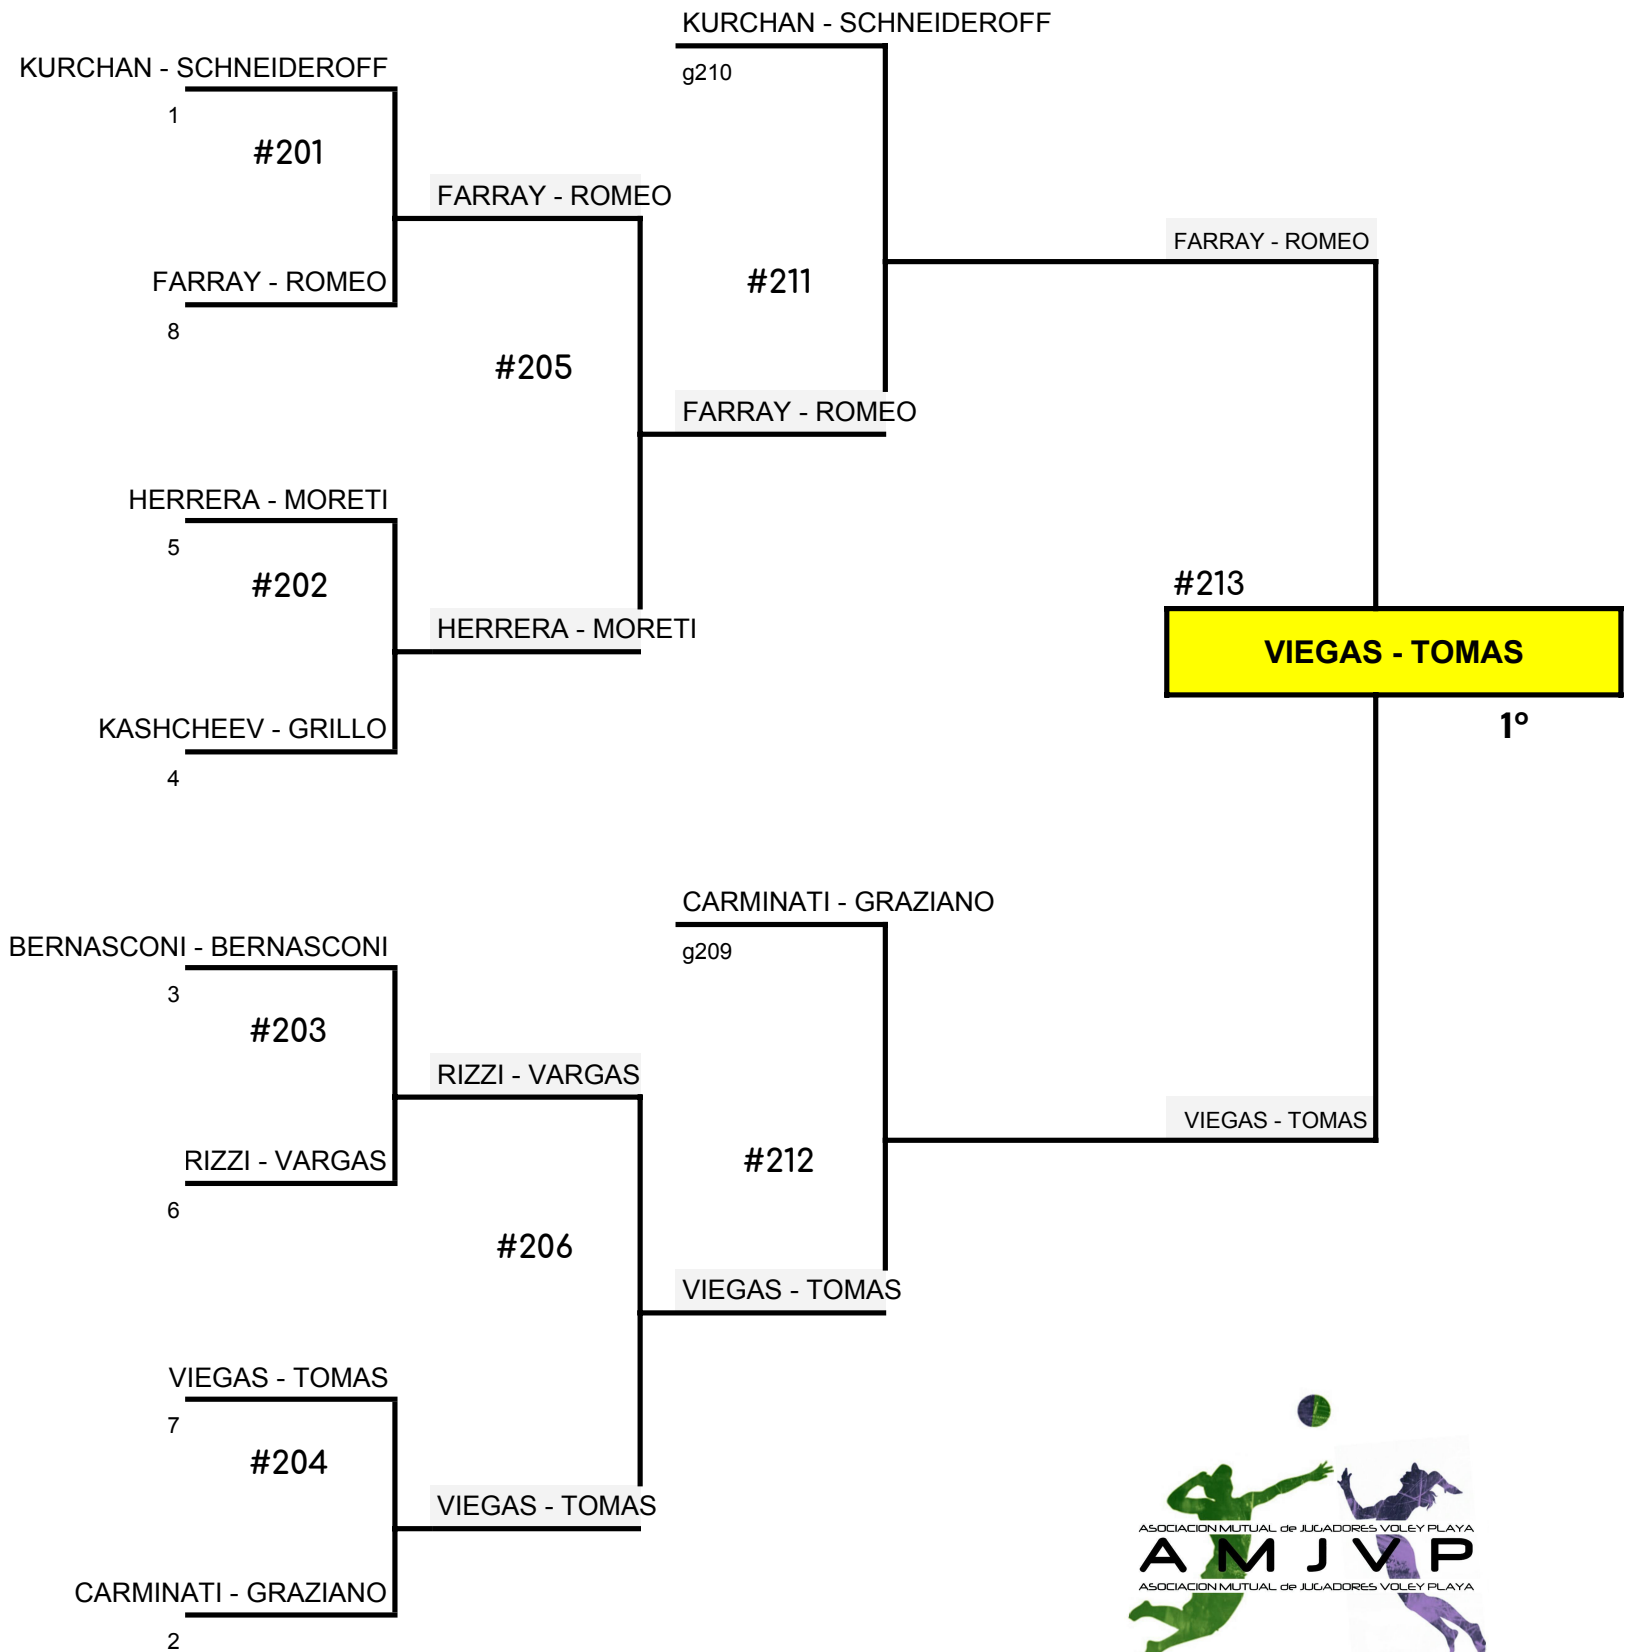 KURCHAN - SCHNEIDEROFF
g210
KURCHAN - SCHNEIDEROFF
1
#201
FARRAY - ROMEO
FARRAY - ROMEO
FARRAY - ROMEO
8
#211
#205
FARRAY - ROMEO
HERRERA - MORETI
5
#202
#213
HERRERA - MORETI
VIEGAS - TOMAS
1º
KASHCHEEV - GRILLO
4
CARMINATI - GRAZIANO
g209
BERNASCONI - BERNASCONI
3
#203
RIZZI - VARGAS
VIEGAS - TOMAS
RIZZI - VARGAS
6
#212
#206
VIEGAS - TOMAS
VIEGAS - TOMAS
7
#204
VIEGAS - TOMAS
CARMINATI - GRAZIANO
2
ASOCIACION MUTUAL de JUGADORES VOLEY PLAYA
AMJVP
ASOCIACION MUTUAL de JUGADORES VOLEY PLAYA